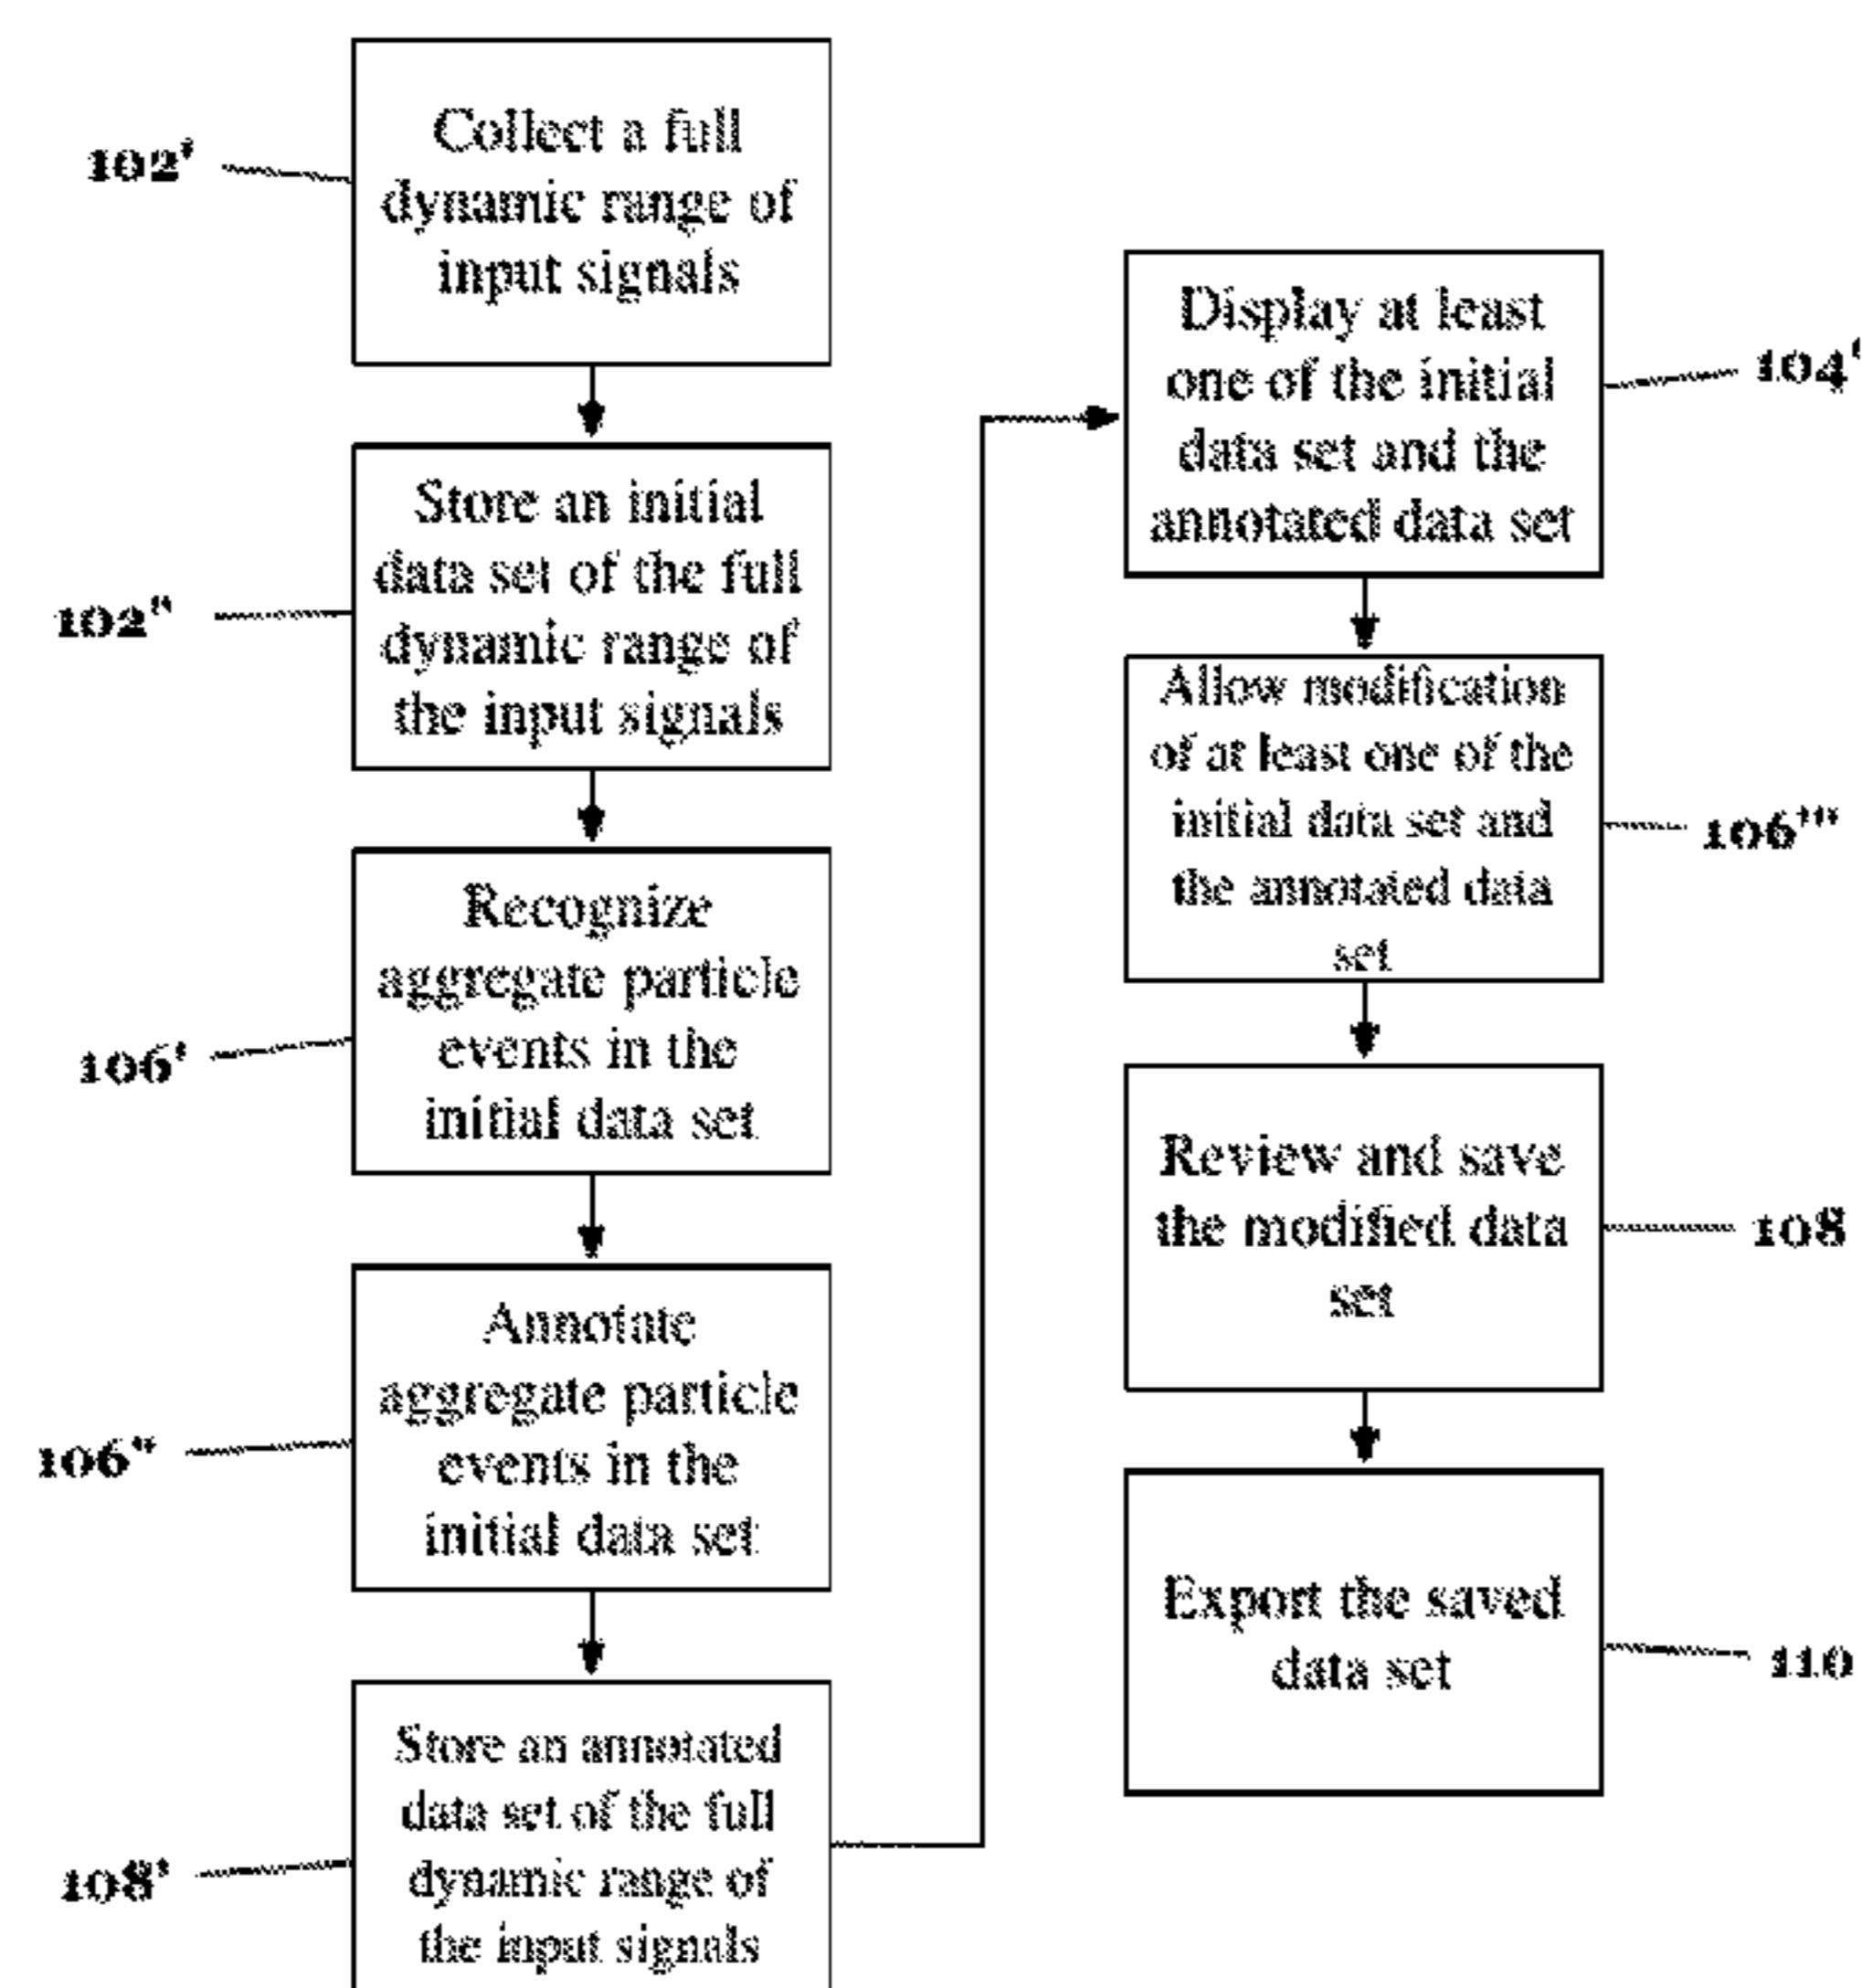 102'
Collect a full
dynamic range of
input signals
102"
Store an initial
data set of the full
dynamic range of
the input signals
106'
Recognize
aggregate particle
events in the
initial data set
106"
Annotate
aggregate particle
events in the
initial data set
108'
Store an annotated
data set of the full
dynamic range of
the input signals
Display at least
one of the initial
data set and the
annotated data set
104'
Allow modification
of at least one of the
initial data set and
the annotated data
set
106'''
Review and save
the modified data
set
108
Export the saved
data set
110